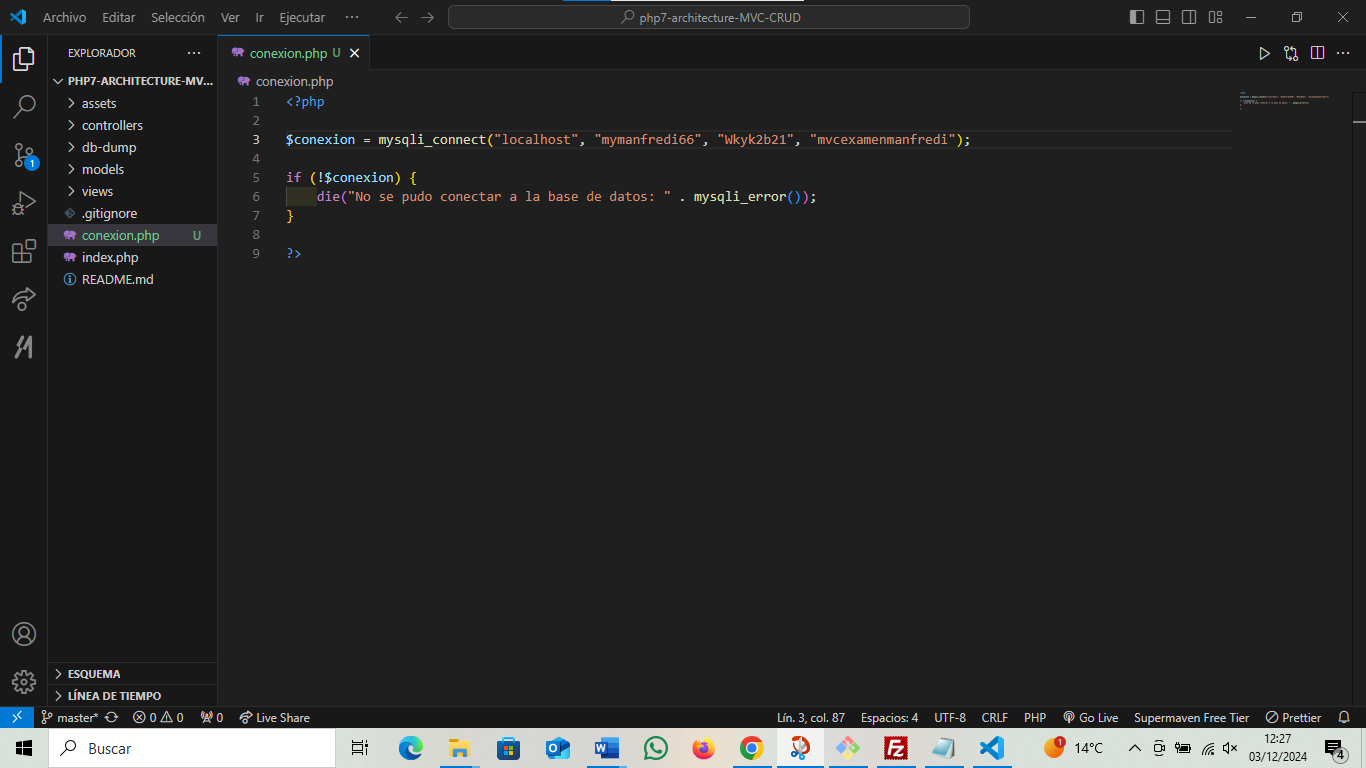 Archivo Editar Selección Ver Ir Ejecutar ···
php7-architecture-MVC-CRUD
EXPLORADOR ···
PHP7-ARCHITECTURE-MV...
assets
controllers
db-dump
models
views
.gitignore
conexion.php U
index.php
README.md
ESQUEMA
LÍNEA DE TIEMPO
1
conexion.php U
conexion.php
1 <?php
2
3 $conexion = mysqli_connect("localhost", "mymanfredi66", "Wkyk2b21", "mvcexamenmanfredi");
4
5 if (!$conexion) {
6 die("No se pudo conectar a la base de datos: " . mysqli_error());
7 }
8
9 ?>
master* 0 0 0 Live Share Lín. 3, col. 87 Espacios: 4 UTF-8 CRLF PHP Go Live Supermaven Free Tier Prettier
Buscar
1 14°C
12:27
03/12/2024
4